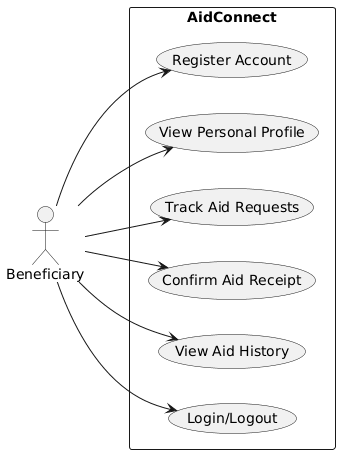 AidConnect
Register Account
View Personal Profile
Track Aid Requests
Beneficiary
Confirm Aid Receipt
View Aid History
Login/Logout